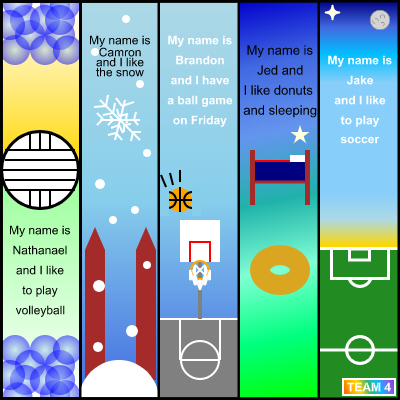 My name is
Nathanael
and I like
to play
volleyball
My name is
Camron
and I like
the snow
My name is
Brandon
and I have
a ball game
on Friday
My name is
Jed and
I like donuts
and sleeping
My name is
Jake
and I like
to play
soccer
TEAM 4